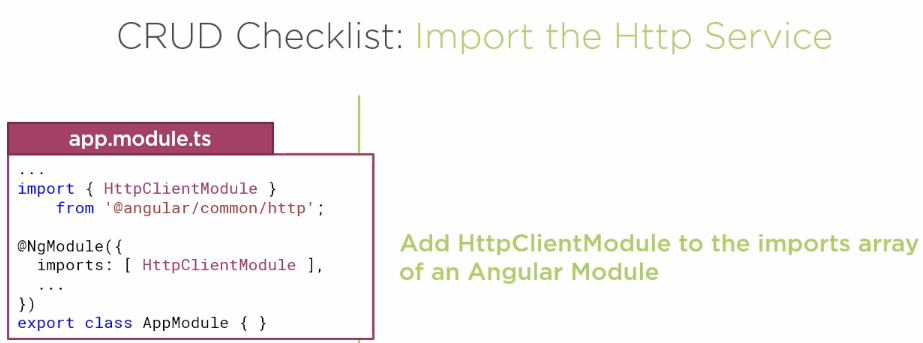 CRUD Checklist: Import the Http Service
app.module.ts
...
import { HttpClientModule }
    from '@angular/common/http';
@NgModule({
  imports: [ HttpClientModule ],
  ...
})
export class AppModule { }
Add HttpClientModule to the imports array
of an Angular Module